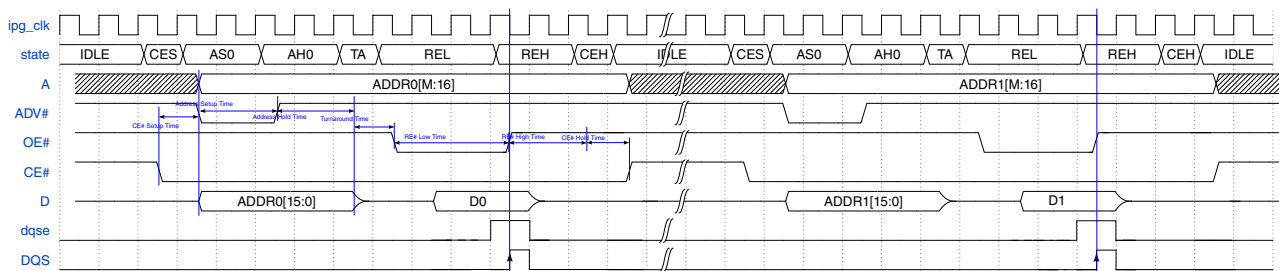 ipg_clk
state IDLE CES AS0 AH0 TA REL REH CEH IDLE CES AS0 AH0 TA REL REH CEH IDLE
A ADDR0[M:16] ADDR1[M:16]
Address Setup Time
ADV#
Address Hold Time Turnaround Time
CE# Setup Time
RE# Low Time RE# High Time CE# Hold Time
OE#
CE#
D ADDR0[15:0] D0 ADDR1[15:0] D1
dqse
DQS